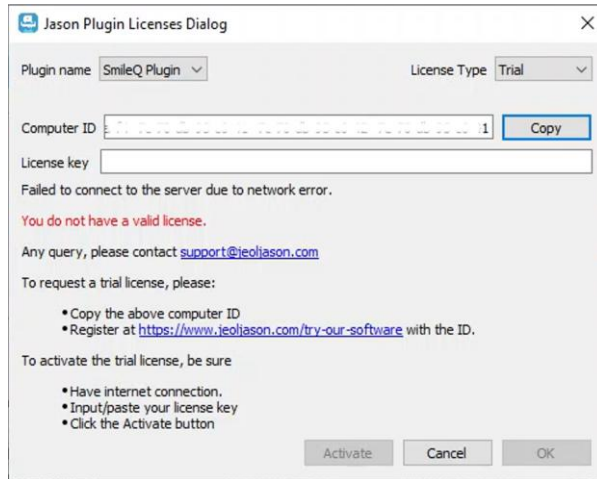 Jason Plugin Licenses Dialog
Plugin name SmileQ Plugin License Type Trial
Computer ID 1 Copy
License key
Failed to connect to the server due to network error.
You do not have a valid license.
Any query, please contact support@jeoljason.com
To request a trial license, please:
•Copy the above computer ID
•Register at https://www.jeoljason.com/try-our-software with the ID.
To activate the trial license, be sure
•Have internet connection.
•Input/paste your license key
•Click the Activate button
Activate Cancel OK